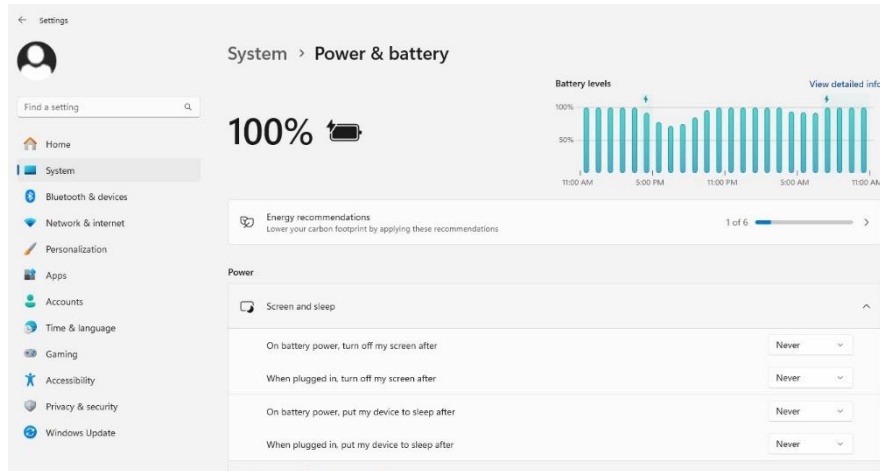 Settings
System > Power & battery
Find a setting
Home
System
Bluetooth & devices
Network & internet
Personalization
Apps
Accounts
Time & language
Gaming
Accessibility
Privacy & security
Windows Update
100%
Battery levels
View detailed info
100%
50%
11:00 AM 5:00 PM 11:00 PM 5:00 AM 11:00 AM
Energy recommendations
Lower your carbon footprint by applying these recommendations
1 of 6
Power
Screen and sleep
On battery power, turn off my screen after Never
When plugged in, turn off my screen after Never
On battery power, put my device to sleep after Never
When plugged in, put my device to sleep after Never